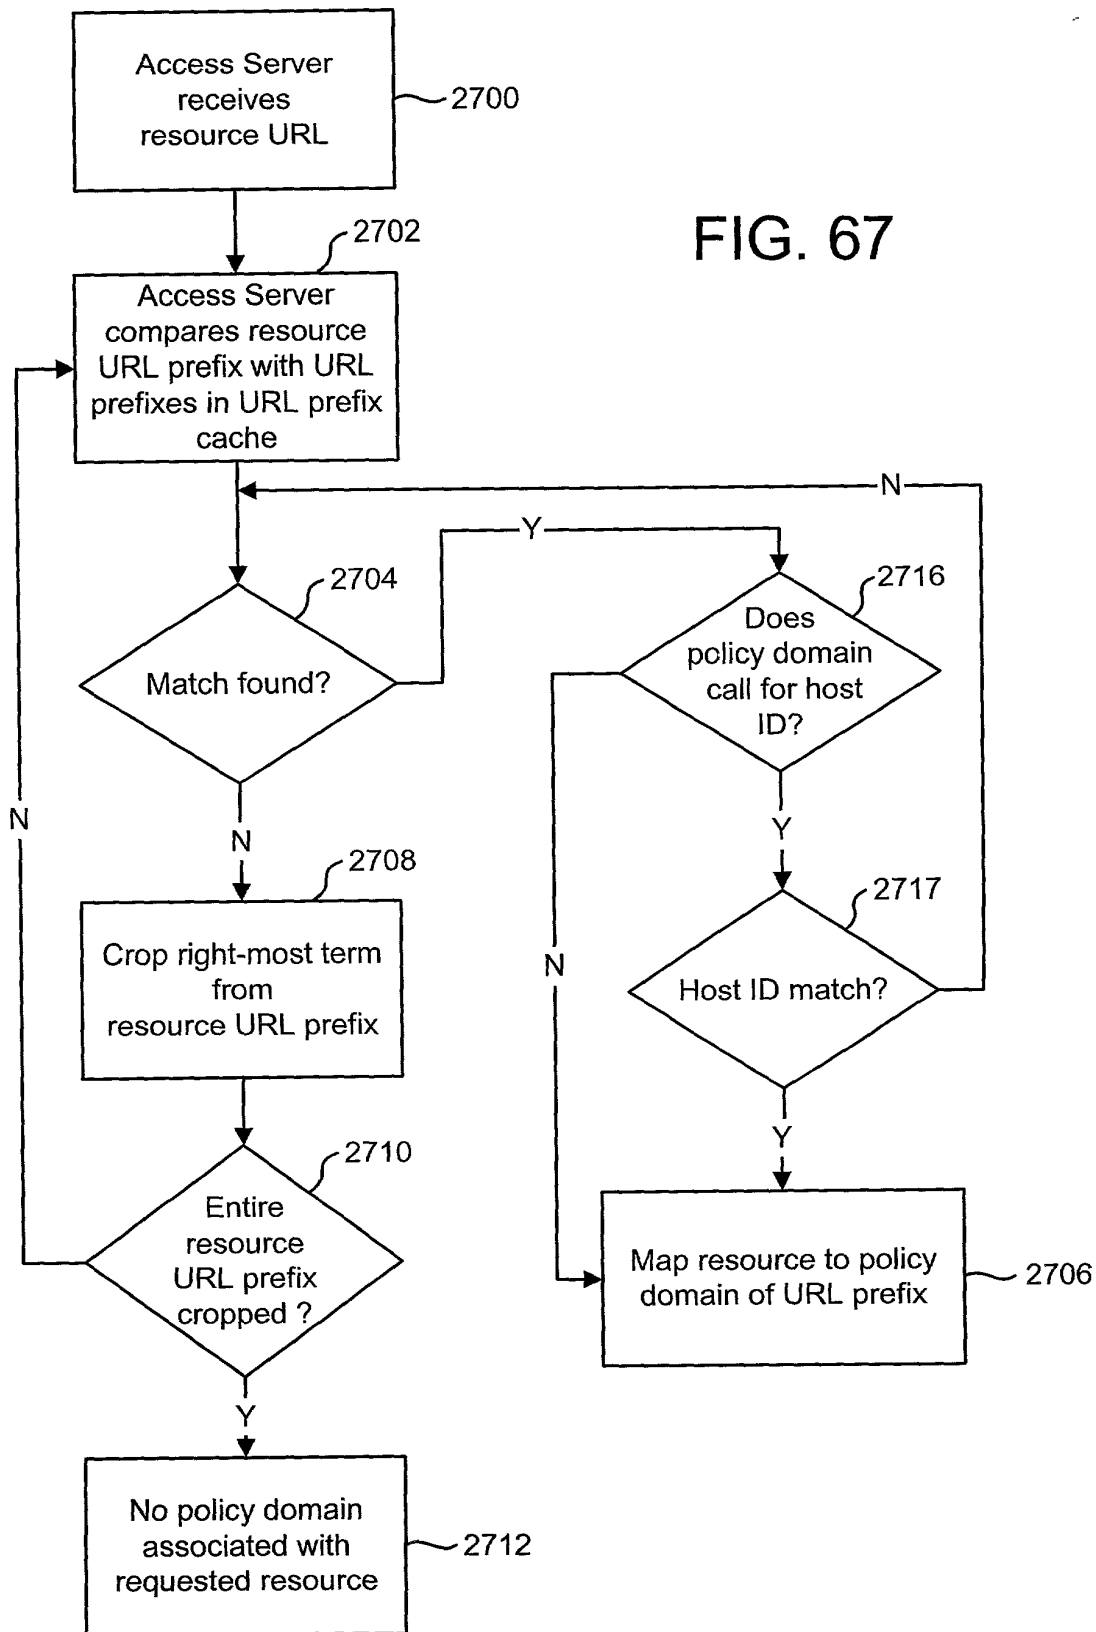 Access Server
receives
resource URL
2700
FIG. 67
2702
Access Server
compares resource
URL prefix with URL
prefixes in URL prefix
cache
N
Y
2704
Match found?
2716
Does
policy domain
call for host
ID?
N
N
Y
2708
Crop right-most term
from
resource URL prefix
2717
Host ID match?
N
2710
Entire
resource
URL prefix
cropped ?
Y
2706
Map resource to policy
domain of URL prefix
Y
2712
No policy domain
associated with
requested resource